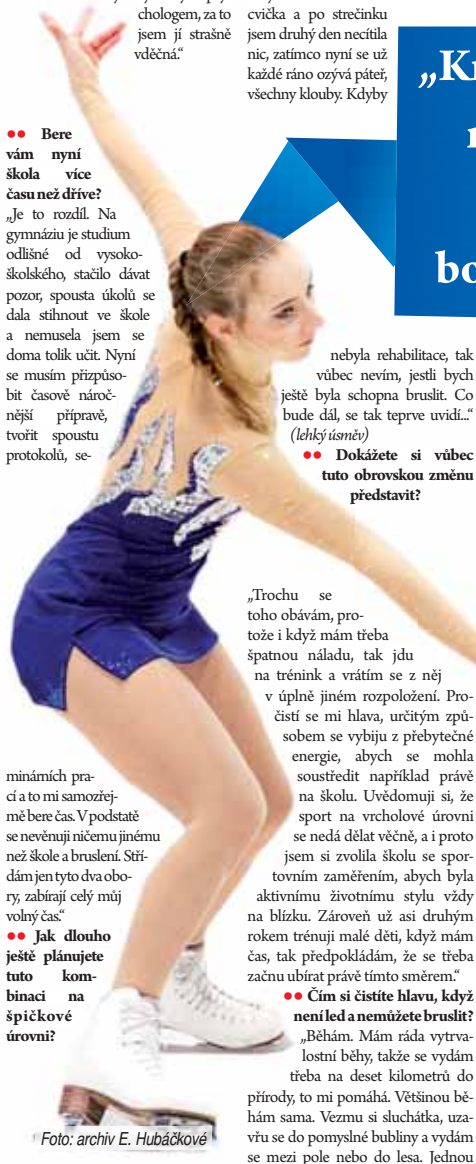 chologem, za to
jsem jí strašně
vděčná.“
●● Bere
vám nyní
škola více
času než dříve?
„Je to rozdíl. Na
gymnáziu je studium
odlišné od vysoko-
školského, stačilo dávat
pozor, spousta úkolů se
dala stihnout ve škole
a nemusela jsem se
doma tolik učit. Nyní
se musím přizpůso-
bit časově nároč-
nější přípravě,
tvořit spoustu
protokolů, se-
minárních pra-
cí a to mi samozřej-
mě bere čas. V podstatě
se nevěnuji ničemu jinému
než škole a bruslení. Stří-
dám jen tyto dva obo-
ry, zabírají celý můj
volný čas.“
●● Jak dlouho
ještě plánujete
tuto kom-
binaci na
špičkové
úrovni?
Foto: archiv E. Hubáčkové
cvička a po strečinku
jsem druhý den necítila
nic, zatímco nyní se už
každé ráno ozývá páteř,
všechny klouby. Kdyby
nebyla rehabilitace, tak
vůbec nevím, jestli bych
ještě byla schopna bruslit. Co
bude dál, se tak teprve uvidí...“
(lehký úsměv)
●● Dokážete si vůbec
tuto obrovskou změnu
představit?
„Trochu se
toho obávám, pro-
tože i když mám třeba
špatnou náladu, tak jdu
na trénink a vrátím se z něj
v úplně jiném rozpoložení. Pro-
čistí se mi hlava, určitým způ-
sobem se vybiju z přebytečné
energie, abych se mohla
soustředit například právě
na školu. Uvědomuji si, že
sport na vrcholové úrovni
se nedá dělat věčně, a i proto
jsem si zvolila školu se spor-
tovním zaměřením, abych byla
aktivnímu životnímu stylu vždy
na blízku. Zároveň už asi druhým
rokem trénuji malé děti, když mám
čas, tak předpokládám, že se třeba
začnu ubírat právě tímto směrem.“
●● Čím si čistíte hlavu, když
není led a nemůžete bruslit?
„Běhám. Mám ráda vytrva-
lostní běhy, takže se vydám
třeba na deset kilometrů do
přírody, to mi pomáhá. Většinou bě-
hám sama. Vezmu si sluchátka, uza-
vřu se do pomyslné bubliny a vydám
se mezi pole nebo do lesa. Jednou